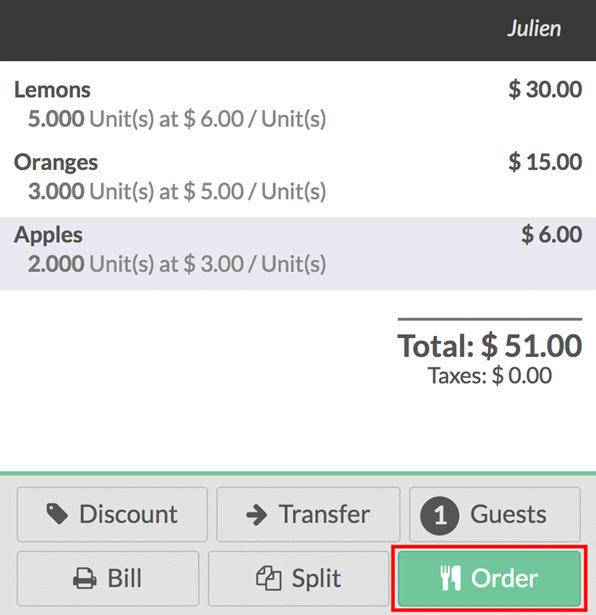 Julien
Lemons $ 30.00
5.000 Unit(s) at $ 6.00 / Unit(s)
Oranges $ 15.00
3.000 Unit(s) at $ 5.00 / Unit(s)
Apples $ 6.00
2.000 Unit(s) at $ 3.00 / Unit(s)
Total: $ 51.00
Taxes: $ 0.00
Discount Transfer 1 Guests
Bill Split Order